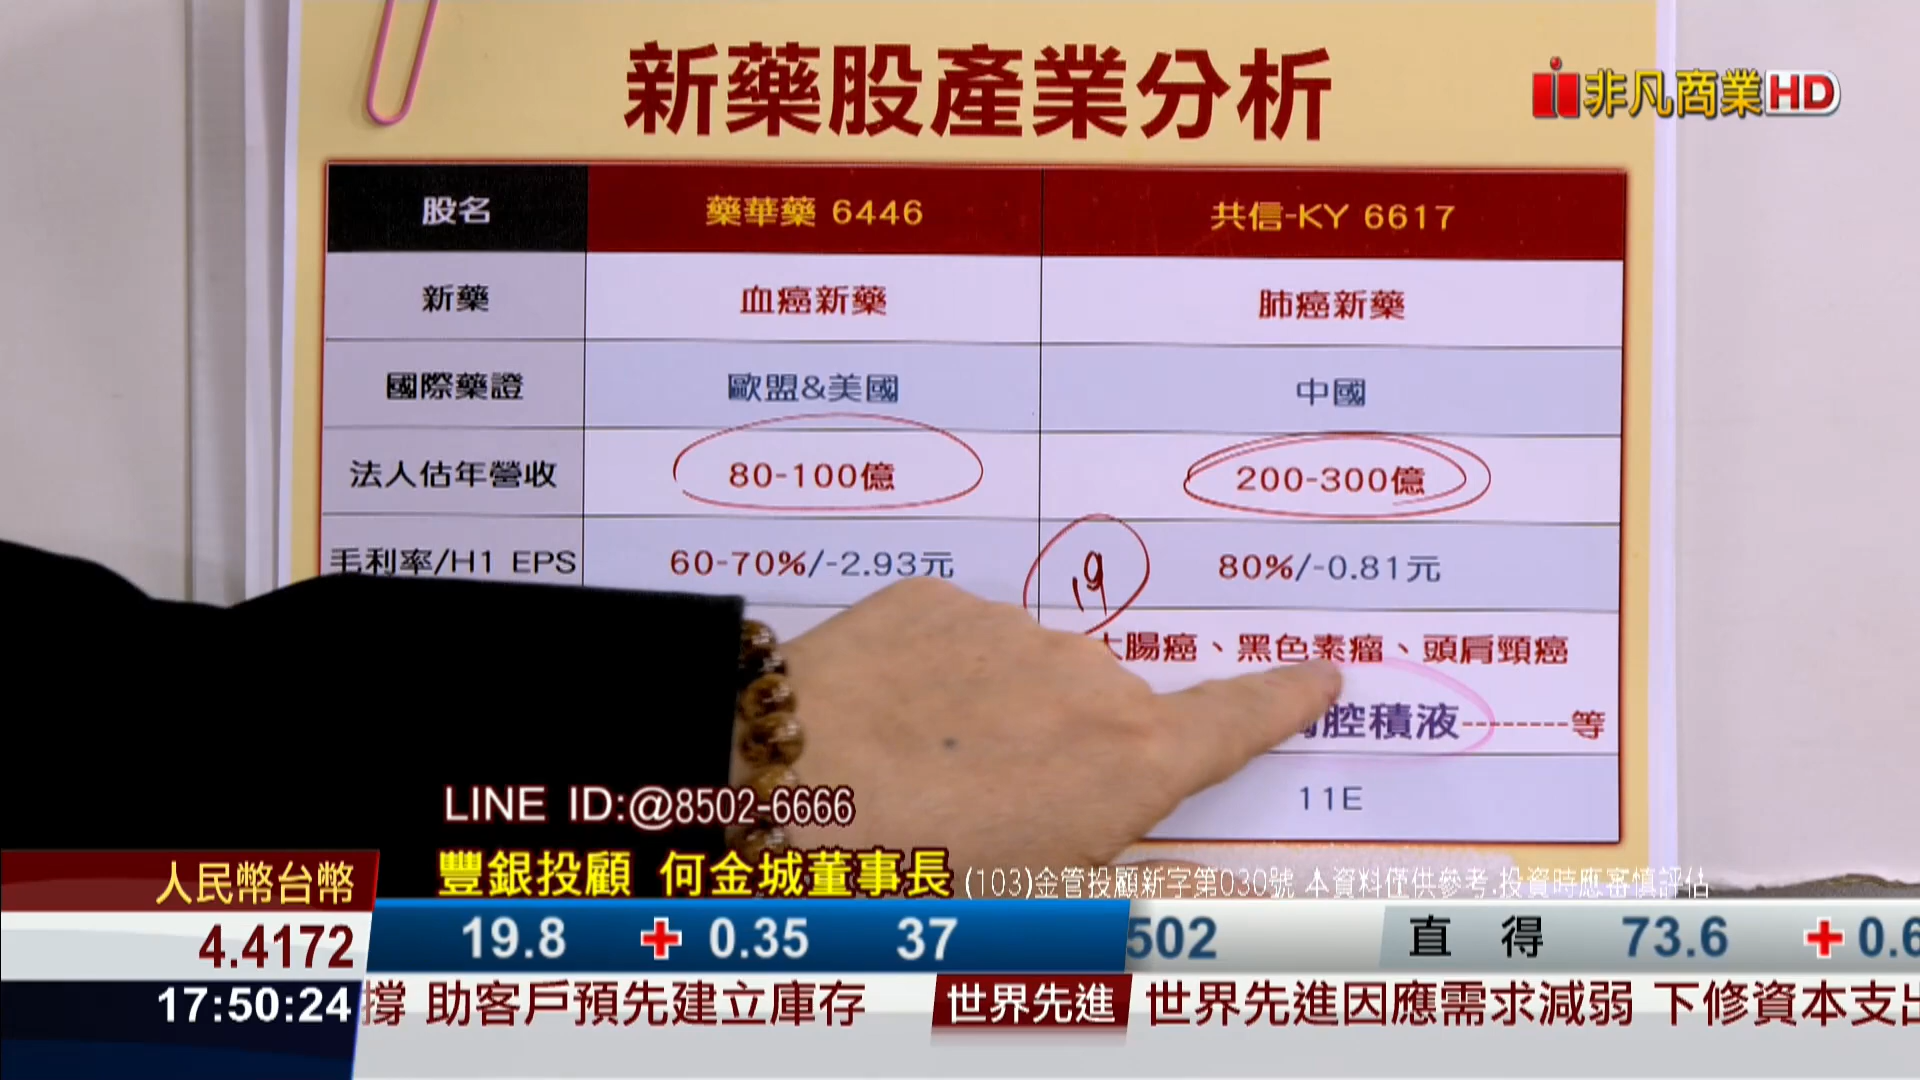 新藥股產業分析
非凡商業HD
股名 藥華藥 6446 共信-KY 6617
新藥 血癌新藥 肺癌新藥
國際藥證 歐盟&美國 中國
法人估年營收 80-100億 200-300億
毛利率/H1 EPS 60-70%/-2.93元 80%/-0.81元
腸癌、黑色素瘤、頭肩頸癌
腔積液--------等
11E
LINE ID:@8502-6666
豐銀投顧 何金城董事長 (103)金管投顧新字第030號 本資料僅供參考.投資時應審慎評估
人民幣台幣
4.4172
19.8 + 0.35 37 502 直得 73.6 + 0.6
17:50:24
撐 助客戶預先建立庫存 世界先進 世界先進因應需求減弱 下修資本支出